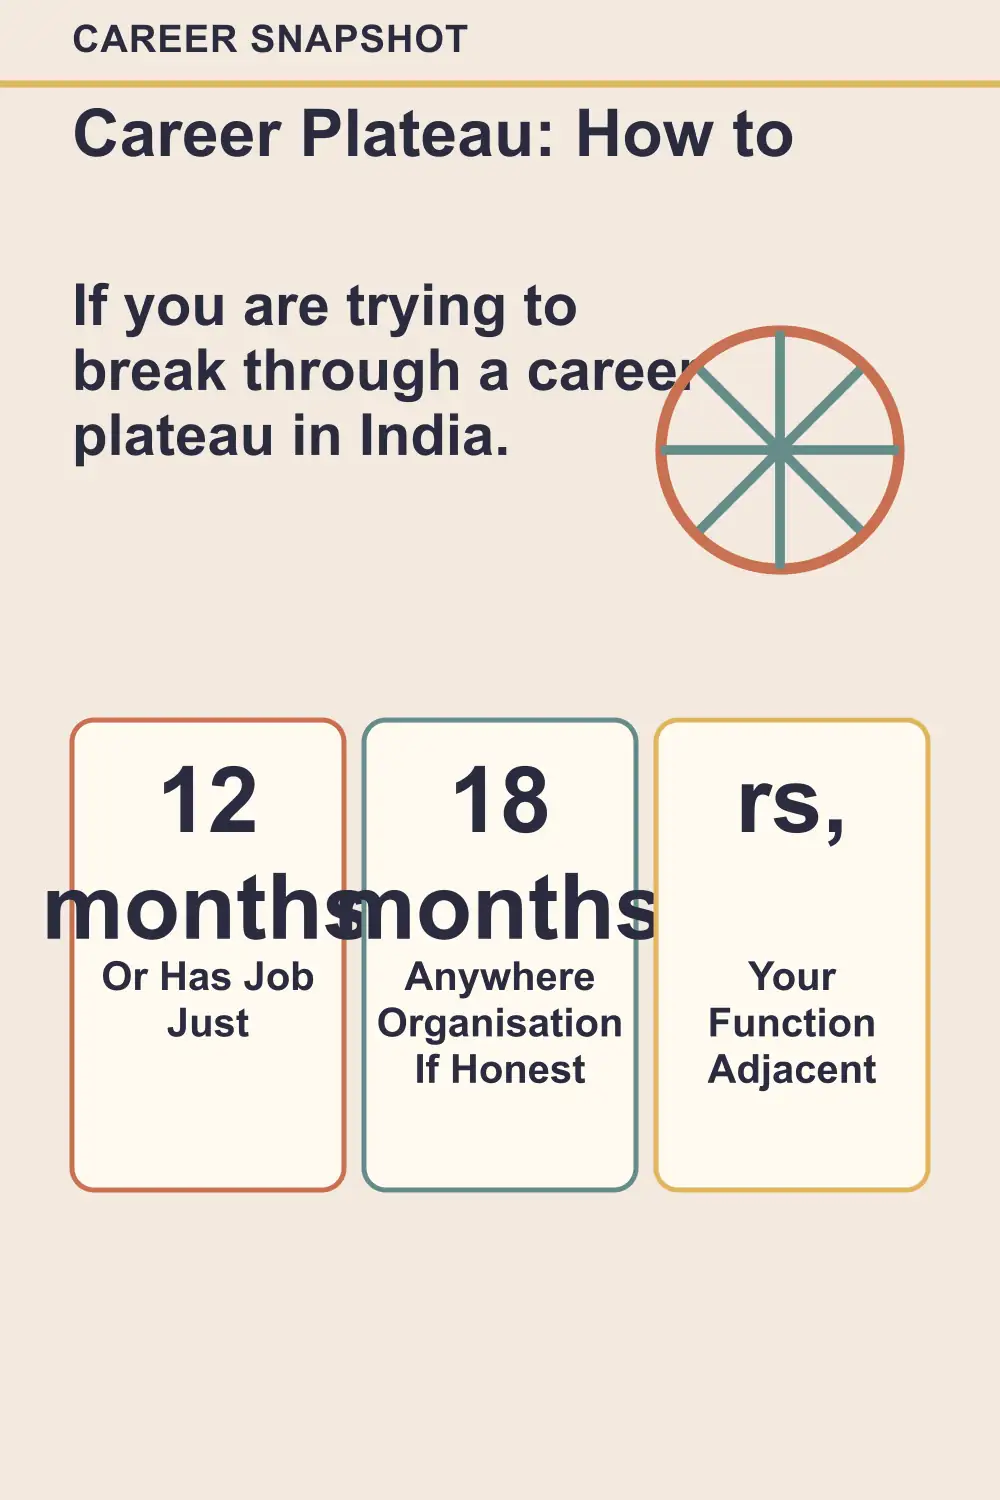 CAREER SNAPSHOT
Career Plateau: How to
If you are trying to
break through a career
plateau in India.
12
months
Or Has Job
Just
18
months
Anywhere
Organisation
If Honest
rs,
Your
Function
Adjacent